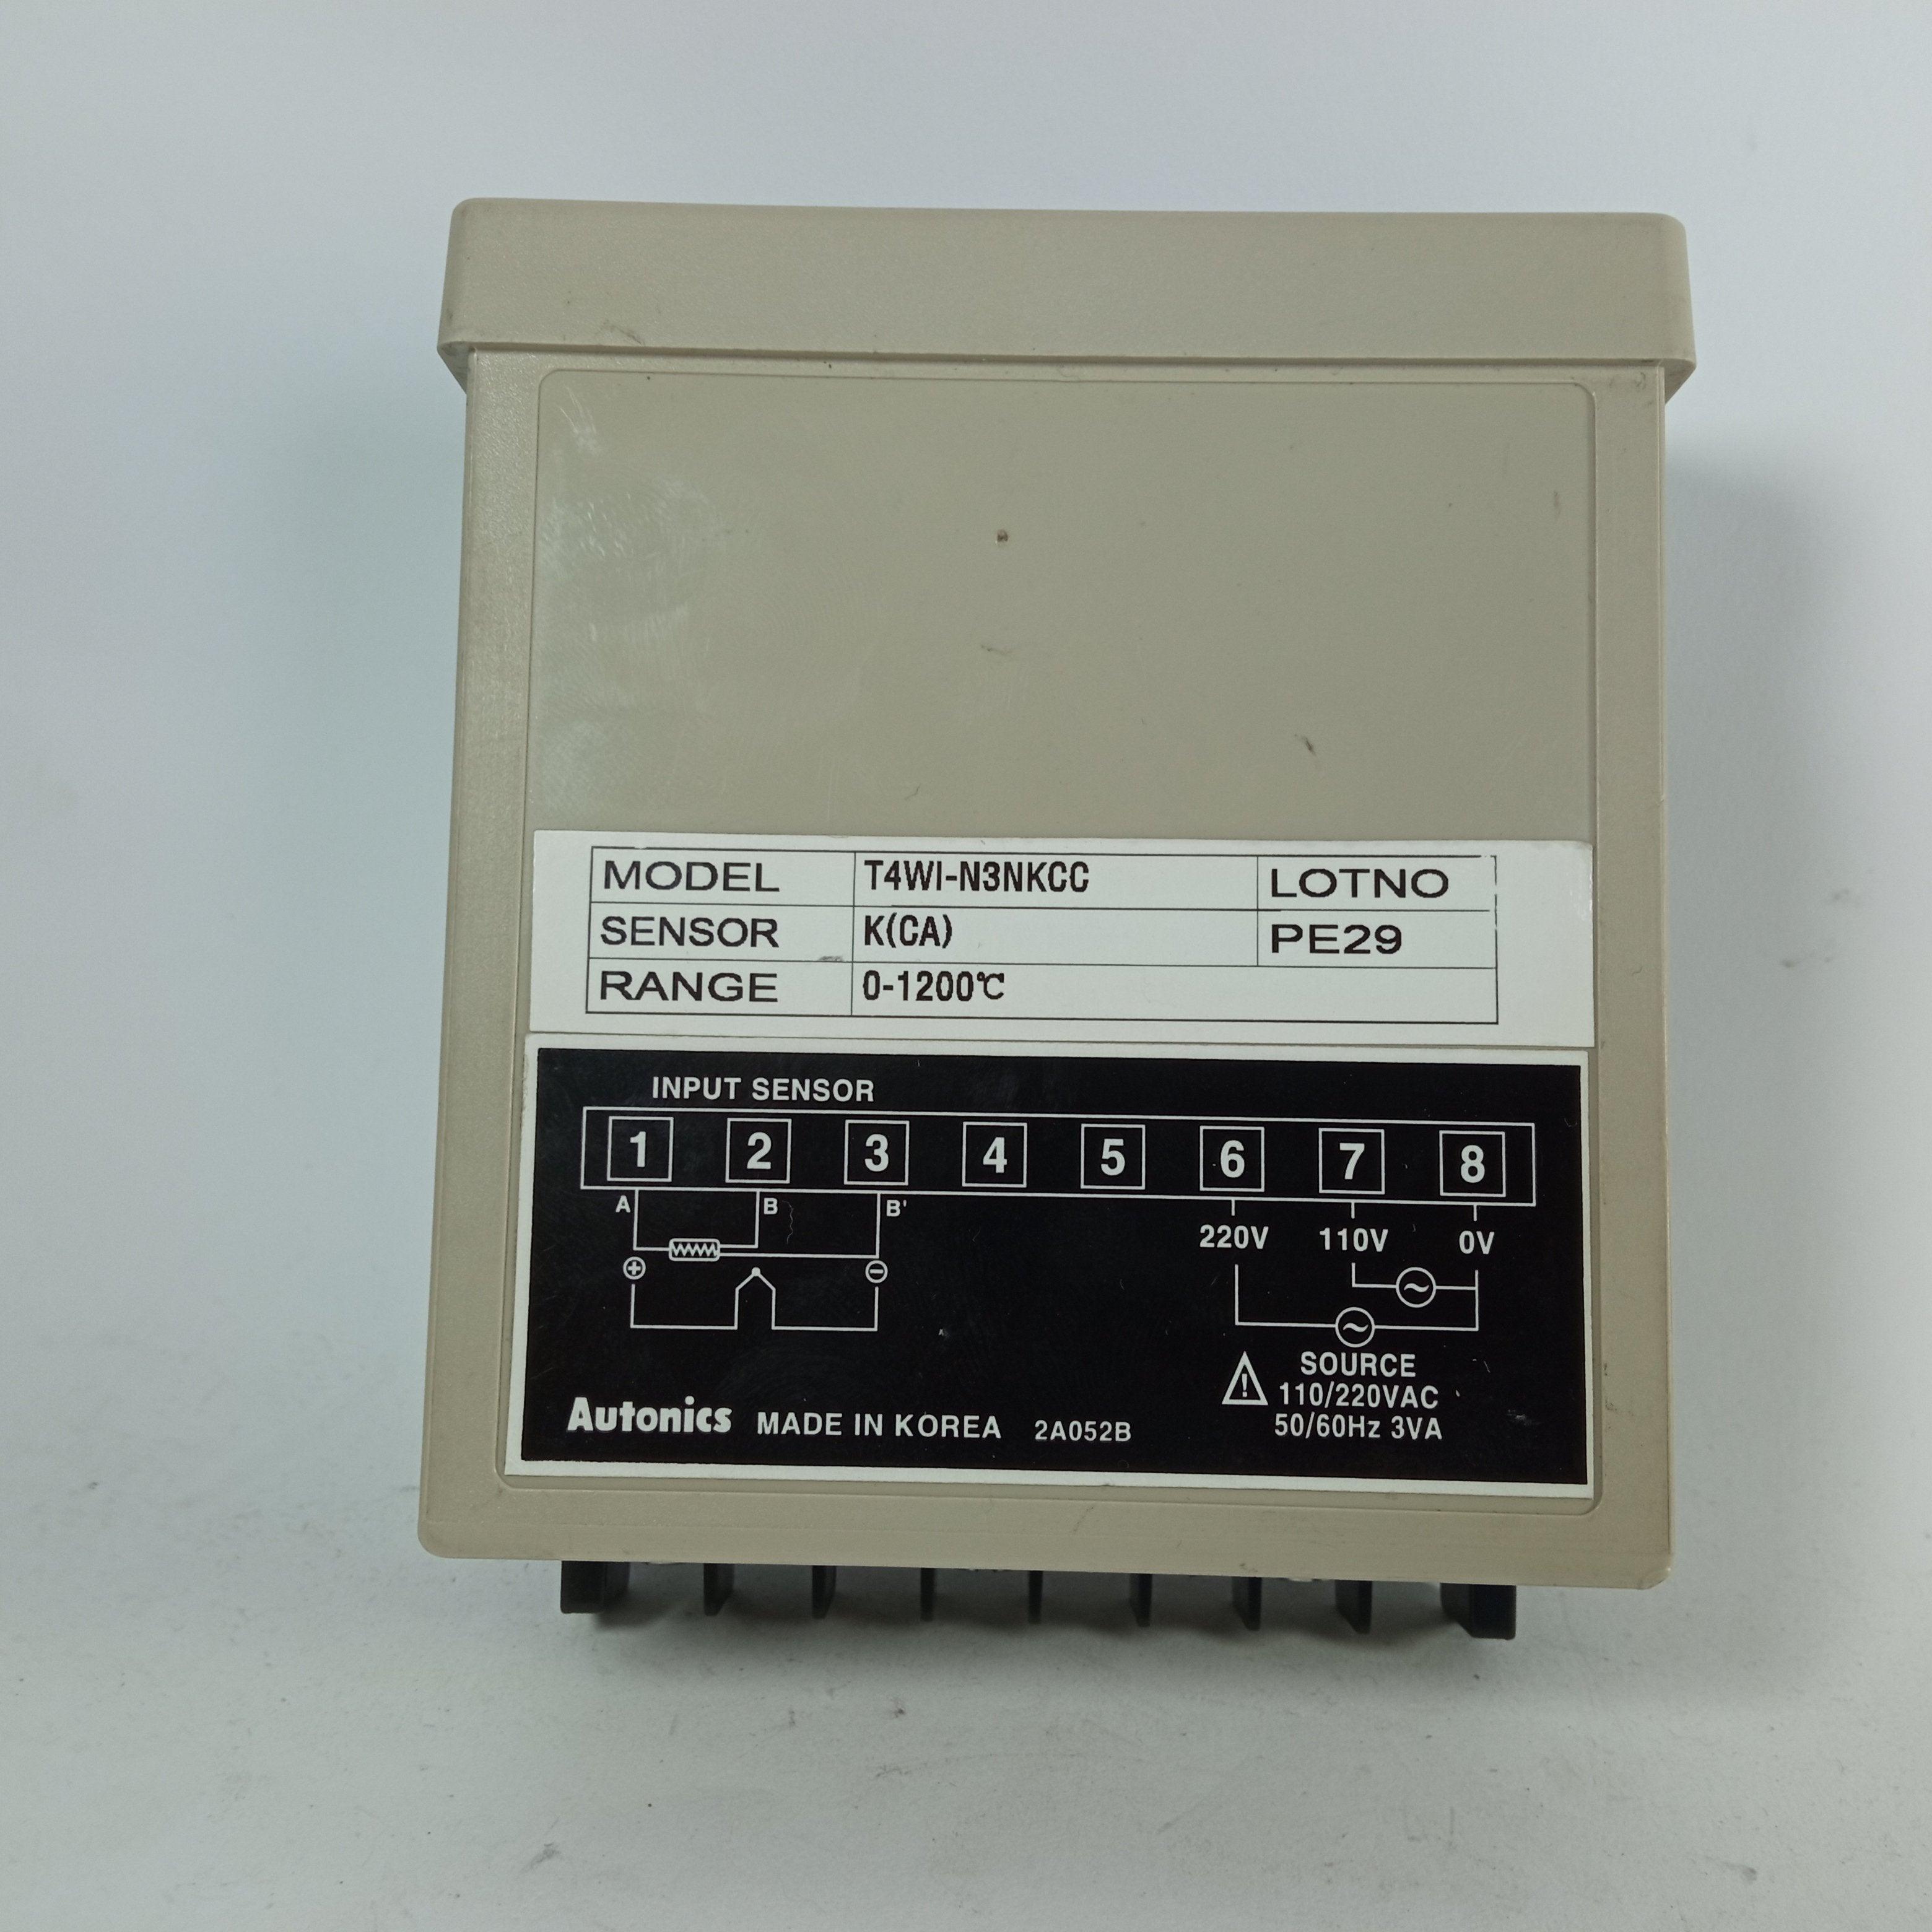 MODEL T4WI-N3NKCC LOTNO
SENSOR K(CA) PE29
RANGE 0-1200℃
INPUT SENSOR
1 2 3 4 5 6 7 8
A B B' 220V 110V 0V
+ -
~
~
SOURCE
! 110/220VAC
Autonics MADE IN KOREA 2A052B 50/60Hz 3VA